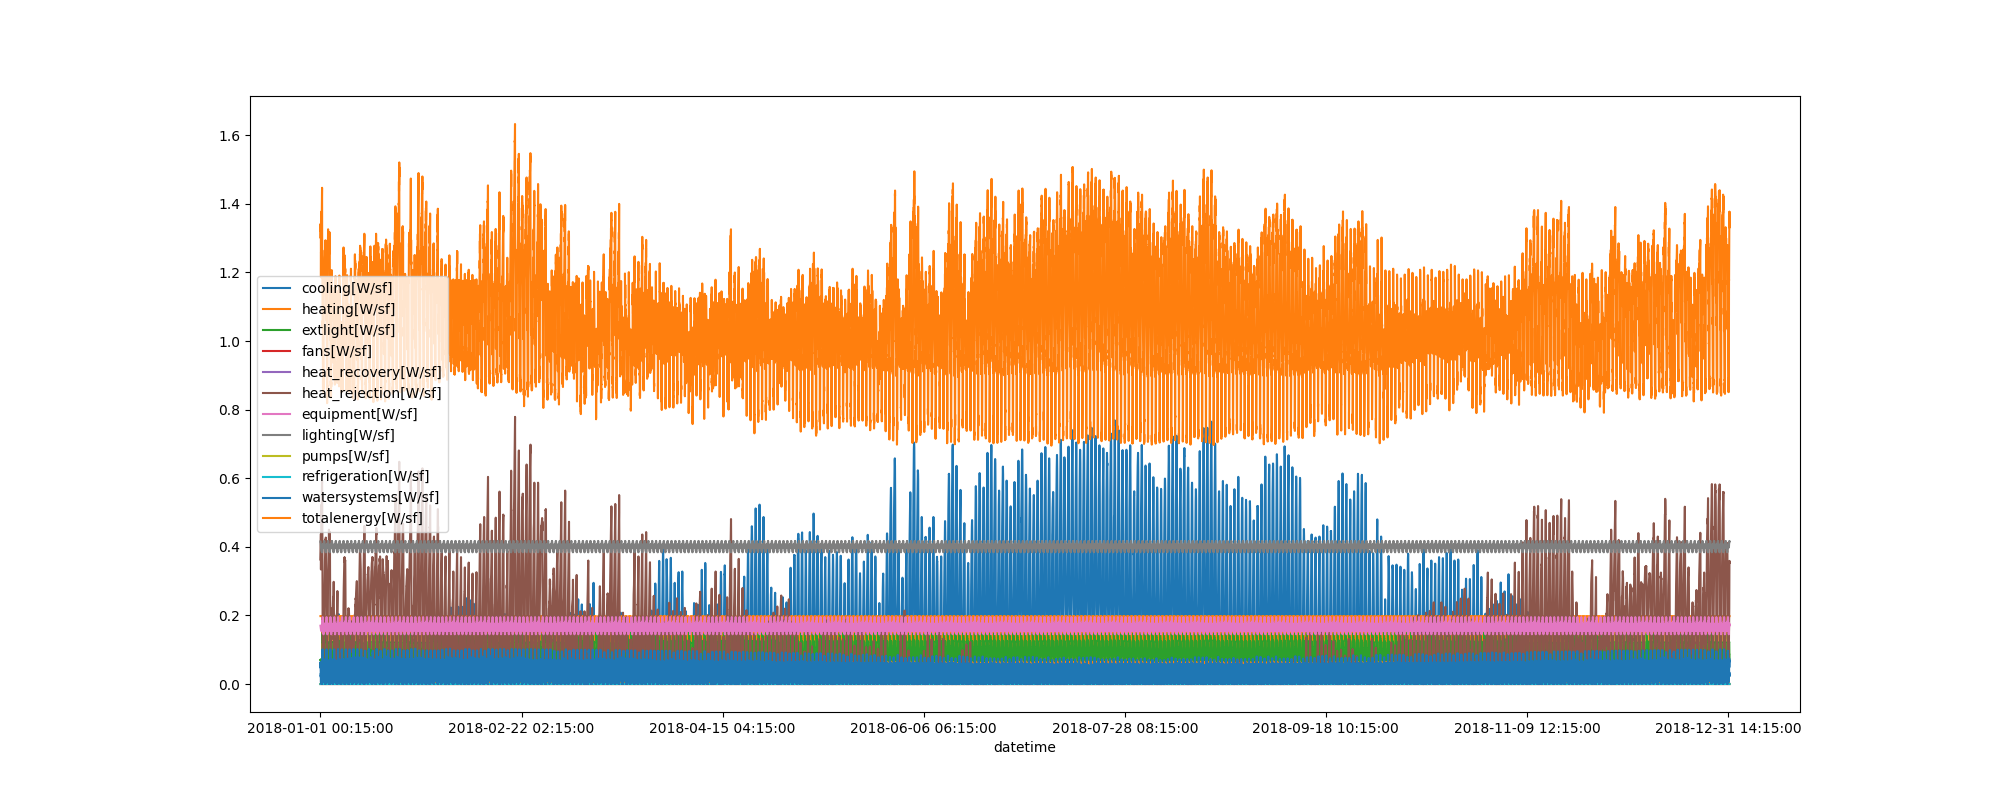 1.6
1.4
1.2
1.0
0.8
0.6
0.4
0.2
0.0
cooling[W/sf]
heating[W/sf]
extlight[W/sf]
fans[W/sf]
heat_recovery[W/sf]
heat_rejection[W/sf]
equipment[W/sf]
lighting[W/sf]
pumps[W/sf]
refrigeration[W/sf]
watersystems[W/sf]
totalenergy[W/sf]
2018-01-01 00:15:00
2018-02-22 02:15:00
2018-04-15 04:15:00
2018-06-06 06:15:00
2018-07-28 08:15:00
2018-09-18 10:15:00
2018-11-09 12:15:00
2018-12-31 14:15:00
datetime